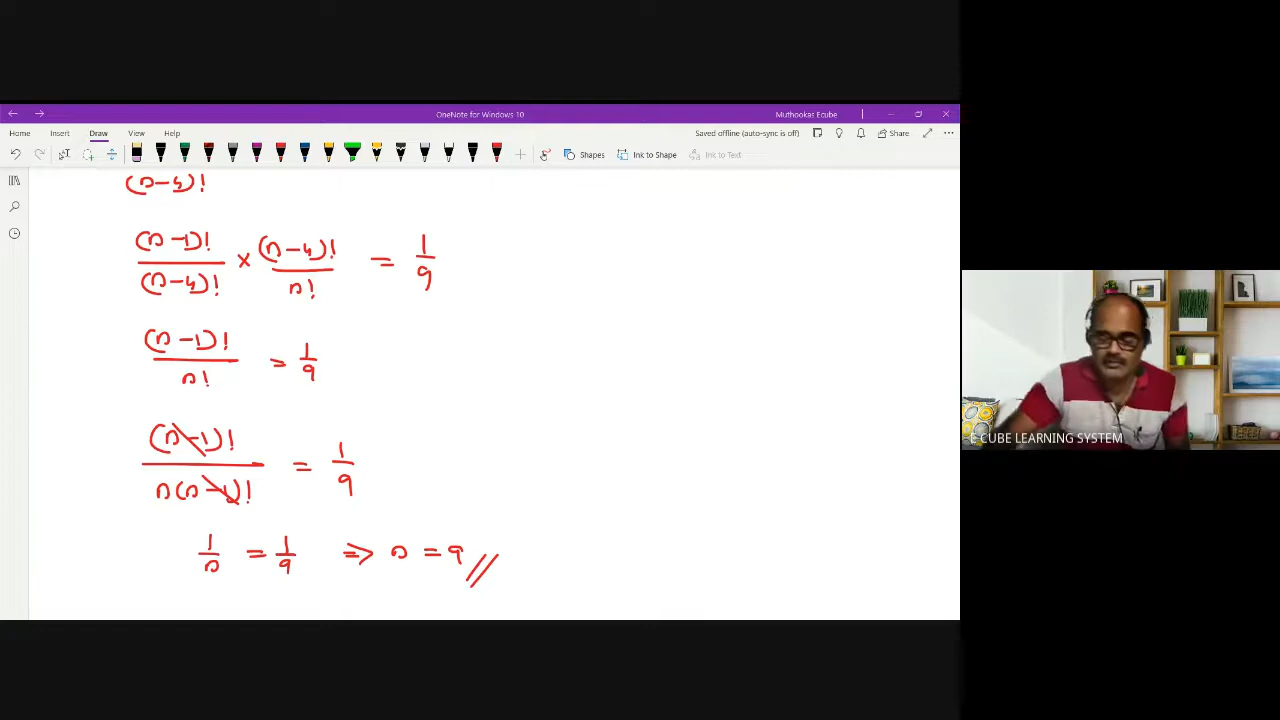 OneNote for Windows 10
Muthookas Ecube
Home Insert Draw View Help
Saved offline (auto-sync is off)
Share
Shapes
Ink to Shape
Ink to Text
(n-4)!
(n-1)!/(n-4)! × (n-4)!/n! = 1/9
(n-1)!/n! = 1/9
(n-1)!/n(n-1)! = 1/9
1/n = 1/9 => n = 9 //
E CUBE LEARNING SYSTEM